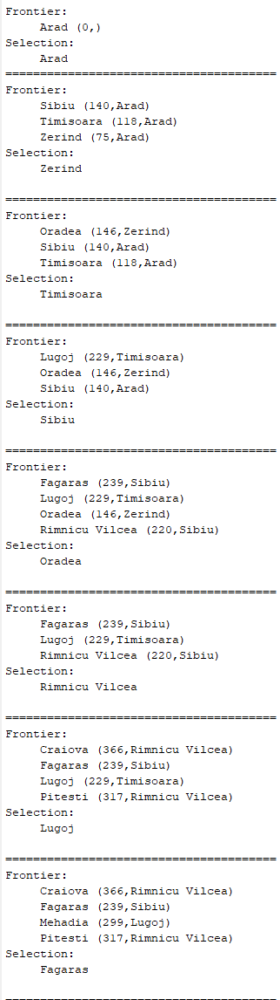 Frontier:
Arad (0,)
Selection:
Arad
=======================================
Frontier:
Sibiu (140,Arad)
Timisoara (118,Arad)
Zerind (75,Arad)
Selection:
Zerind
=======================================
Frontier:
Oradea (146,Zerind)
Sibiu (140,Arad)
Timisoara (118,Arad)
Selection:
Timisoara
=======================================
Frontier:
Lugoj (229,Timisoara)
Oradea (146,Zerind)
Sibiu (140,Arad)
Selection:
Sibiu
=======================================
Frontier:
Fagaras (239,Sibiu)
Lugoj (229,Timisoara)
Oradea (146,Zerind)
Rimnicu Vilcea (220,Sibiu)
Selection:
Oradea
=======================================
Frontier:
Fagaras (239,Sibiu)
Lugoj (229,Timisoara)
Rimnicu Vilcea (220,Sibiu)
Selection:
Rimnicu Vilcea
=======================================
Frontier:
Craiova (366,Rimnicu Vilcea)
Fagaras (239,Sibiu)
Lugoj (229,Timisoara)
Pitesti (317,Rimnicu Vilcea)
Selection:
Lugoj
=======================================
Frontier:
Craiova (366,Rimnicu Vilcea)
Fagaras (239,Sibiu)
Mehadia (299,Lugoj)
Pitesti (317,Rimnicu Vilcea)
Selection:
Fagaras
=======================================